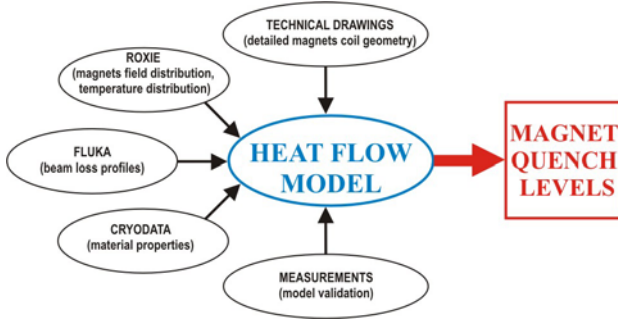 TECHNICAL DRAWINGS
(detailed magnets coil geometry)
ROXIE
(magnets field distribution,
temperature distribution)
FLUKA
(beam loss profiles)
HEAT FLOW
MODEL
MAGNET
QUENCH
LEVELS
CRYODATA
(material properties)
MEASUREMENTS
(model validation)